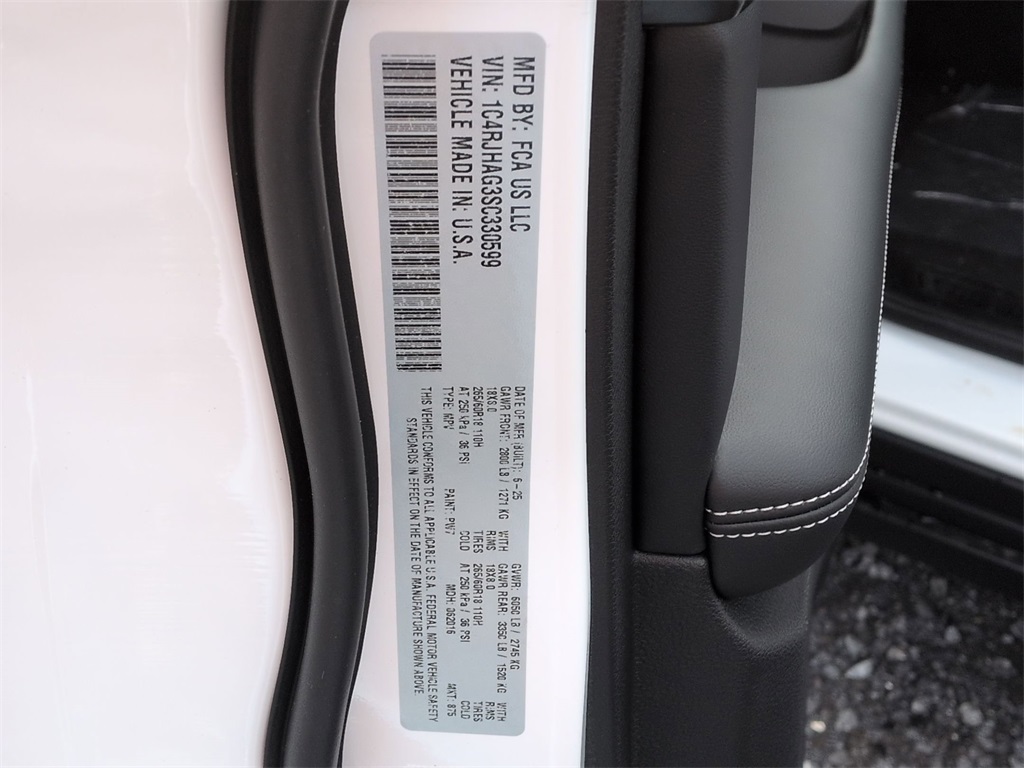 MFD BY: FCA US LLC
VIN: 1C4RJHAG3SC330599
VEHICLE MADE IN: U.S.A.
DATE OF MFR (BUILT): 5-25 GVWR: 6050 LB / 2745 KG
GAWR FRONT: 2800 LB / 1271 KG WITH GAWR REAR: 3350 LB / 1520 KG WITH
18X8.0 RIMS 18X8.0 RIMS
265/60R18 110H TIRES 265/60R18 110H TIRES
AT 250 kPa / 36 PSI COLD AT 250 kPa / 36 PSI COLD
TYPE: MPV PAINT: PW7 MDH: 062016 MKT: 875
THIS VEHICLE CONFORMS TO ALL APPLICABLE U.S.A. FEDERAL MOTOR VEHICLE SAFETY
STANDARDS IN EFFECT ON THE DATE OF MANUFACTURE SHOWN ABOVE.